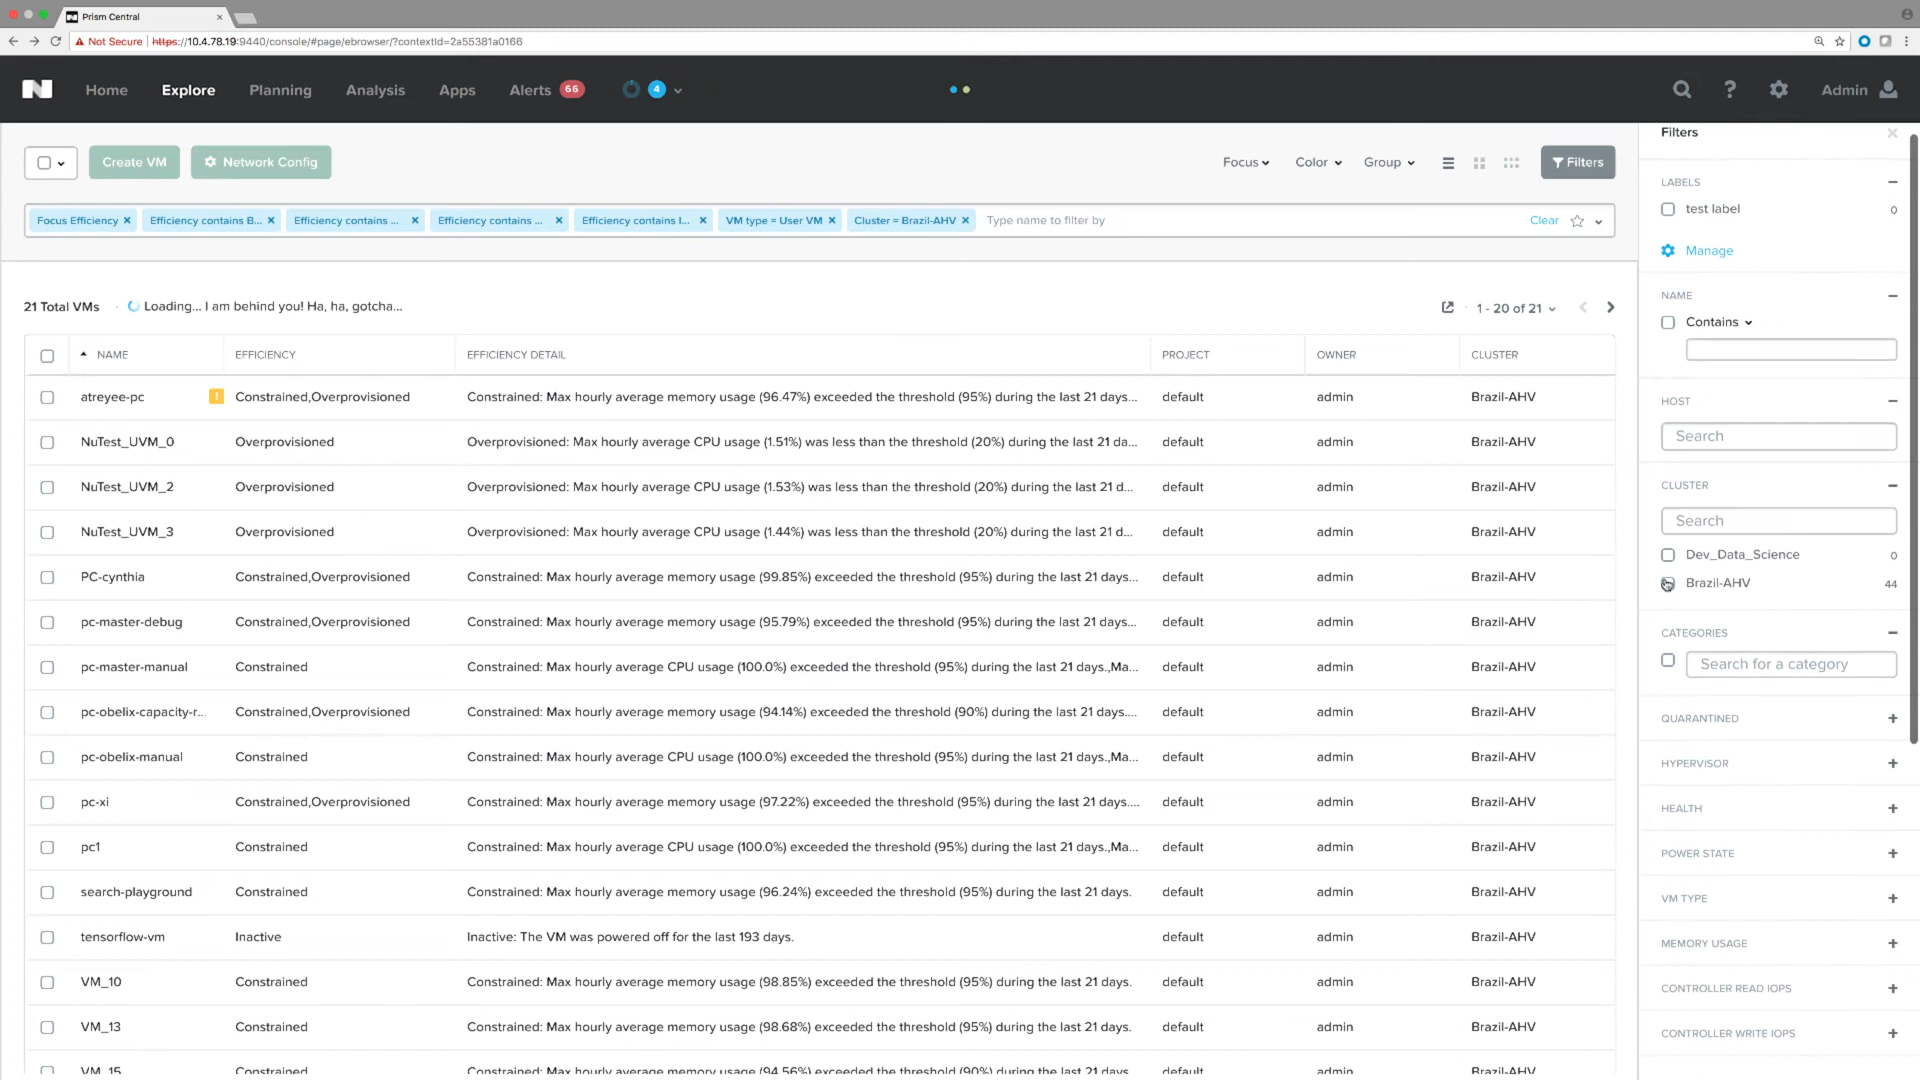 Prism Central
Not Secure https://10.4.78.19:9440/console/#page/ebrowser/?contextId=2a55381a0166
Home Explore Planning Analysis Apps Alerts 66 4 ? Admin
Create VM Network Config Focus Color Group Filters
Focus Efficiency × Efficiency contains B... × Efficiency contains ... × Efficiency contains ... × Efficiency contains I... × VM type = User VM × Cluster = Brazil-AHV × Type name to filter by Clear
21 Total VMs · Loading... I am behind you! Ha, ha, gotcha... · 1 - 20 of 21
NAME EFFICIENCY EFFICIENCY DETAIL PROJECT OWNER CLUSTER
atreyee-pc ! Constrained,Overprovisioned Constrained: Max hourly average memory usage (96.47%) exceeded the threshold (95%) during the last 21 days... default admin Brazil-AHV
NuTest_UVM_0 Overprovisioned Overprovisioned: Max hourly average CPU usage (1.51%) was less than the threshold (20%) during the last 21 da... default admin Brazil-AHV
NuTest_UVM_2 Overprovisioned Overprovisioned: Max hourly average CPU usage (1.53%) was less than the threshold (20%) during the last 21 d... default admin Brazil-AHV
NuTest_UVM_3 Overprovisioned Overprovisioned: Max hourly average CPU usage (1.44%) was less than the threshold (20%) during the last 21 d... default admin Brazil-AHV
PC-cynthia Constrained,Overprovisioned Constrained: Max hourly average memory usage (99.85%) exceeded the threshold (95%) during the last 21 days... default admin Brazil-AHV
pc-master-debug Constrained,Overprovisioned Constrained: Max hourly average memory usage (95.79%) exceeded the threshold (95%) during the last 21 days... default admin Brazil-AHV
pc-master-manual Constrained Constrained: Max hourly average CPU usage (100.0%) exceeded the threshold (95%) during the last 21 days.,Ma... default admin Brazil-AHV
pc-obelix-capacity-r... Constrained,Overprovisioned Constrained: Max hourly average memory usage (94.14%) exceeded the threshold (90%) during the last 21 days.... default admin Brazil-AHV
pc-obelix-manual Constrained Constrained: Max hourly average CPU usage (100.0%) exceeded the threshold (95%) during the last 21 days.,Ma... default admin Brazil-AHV
pc-xi Constrained,Overprovisioned Constrained: Max hourly average memory usage (97.22%) exceeded the threshold (95%) during the last 21 days.... default admin Brazil-AHV
pc1 Constrained Constrained: Max hourly average CPU usage (100.0%) exceeded the threshold (95%) during the last 21 days.,Ma... default admin Brazil-AHV
search-playground Constrained Constrained: Max hourly average memory usage (96.24%) exceeded the threshold (95%) during the last 21 days. default admin Brazil-AHV
tensorflow-vm Inactive Inactive: The VM was powered off for the last 193 days. default admin Brazil-AHV
VM_10 Constrained Constrained: Max hourly average memory usage (98.85%) exceeded the threshold (95%) during the last 21 days. default admin Brazil-AHV
VM_13 Constrained Constrained: Max hourly average memory usage (98.68%) exceeded the threshold (95%) during the last 21 days. default admin Brazil-AHV
VM_15 Constrained Constrained: Max hourly average memory usage (94.56%) exceeded the threshold (90%) during the last 21 days. default admin Brazil-AHV
Filters
LABELS
test label 0
Manage
NAME
Contains
HOST
Search
CLUSTER
Search
Dev_Data_Science 0
Brazil-AHV 44
CATEGORIES
Search for a category
QUARANTINED
HYPERVISOR
HEALTH
POWER STATE
VM TYPE
MEMORY USAGE
CONTROLLER READ IOPS
CONTROLLER WRITE IOPS